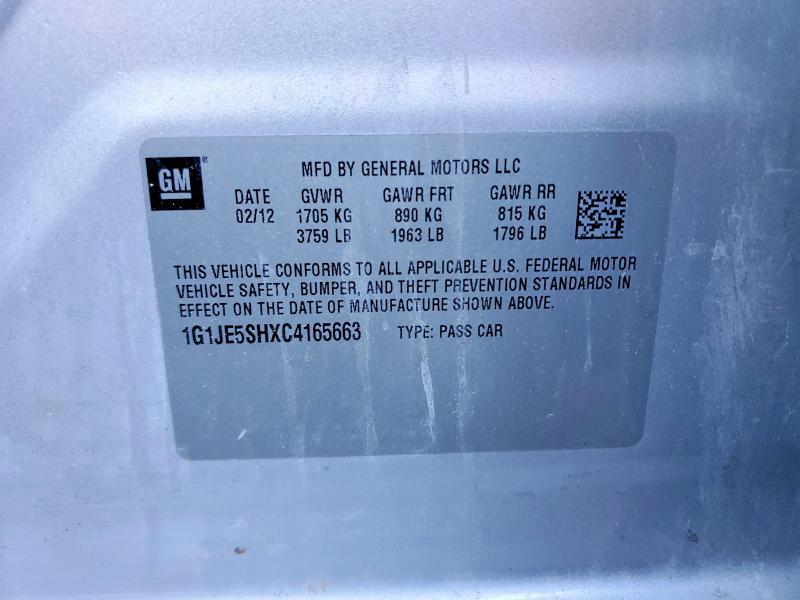 GM®
MFD BY GENERAL MOTORS LLC
DATE GVWR GAWR FRT GAWR RR
02/12 1705 KG 890 KG 815 KG
3759 LB 1963 LB 1796 LB
THIS VEHICLE CONFORMS TO ALL APPLICABLE U.S. FEDERAL MOTOR
VEHICLE SAFETY, BUMPER, AND THEFT PREVENTION STANDARDS IN
EFFECT ON THE DATE OF MANUFACTURE SHOWN ABOVE.
1G1JE5SHXC4165663 TYPE: PASS CAR